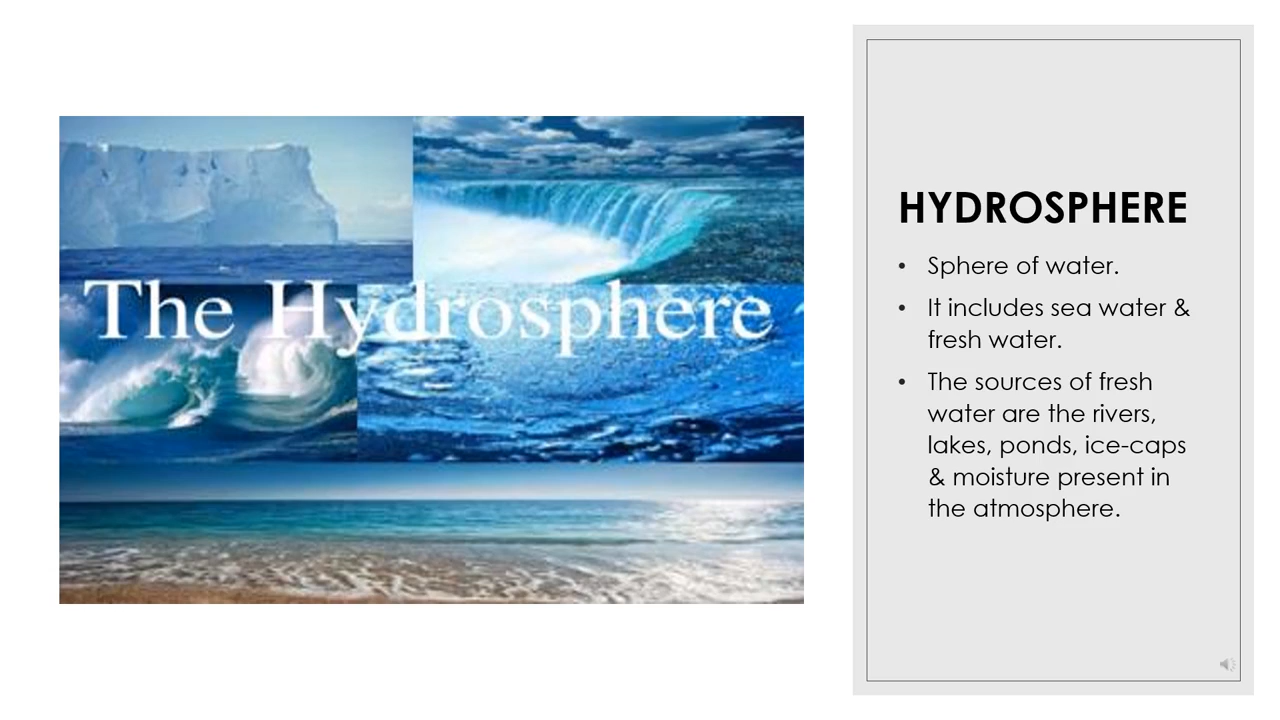 The Hydrosphere
HYDROSPHERE
• Sphere of water.
• It includes sea water &
fresh water.
• The sources of fresh
water are the rivers,
lakes, ponds, ice-caps
& moisture present in
the atmosphere.